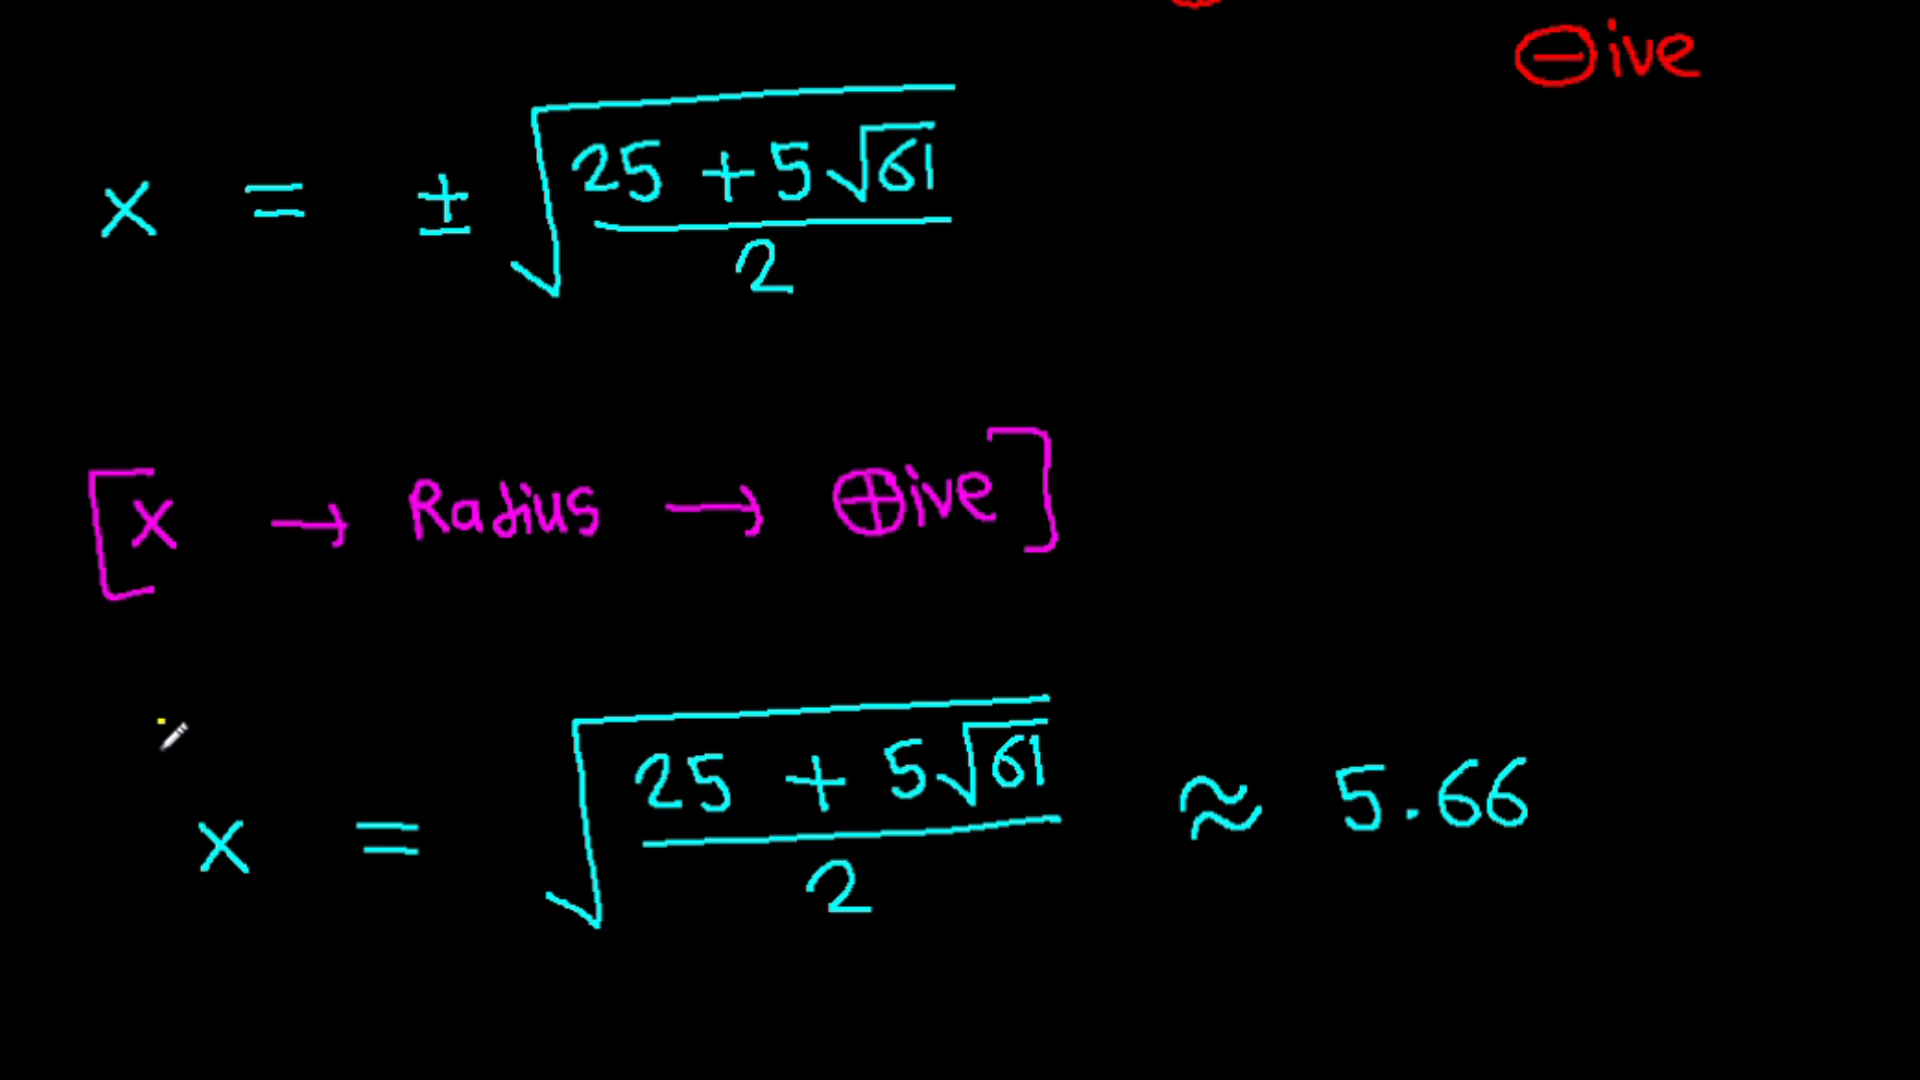 ⊖ive
x = ± √((25 + 5√61)/2)
[x → Radius → ⊕ive]
x = √((25 + 5√61)/2) ≈ 5.66